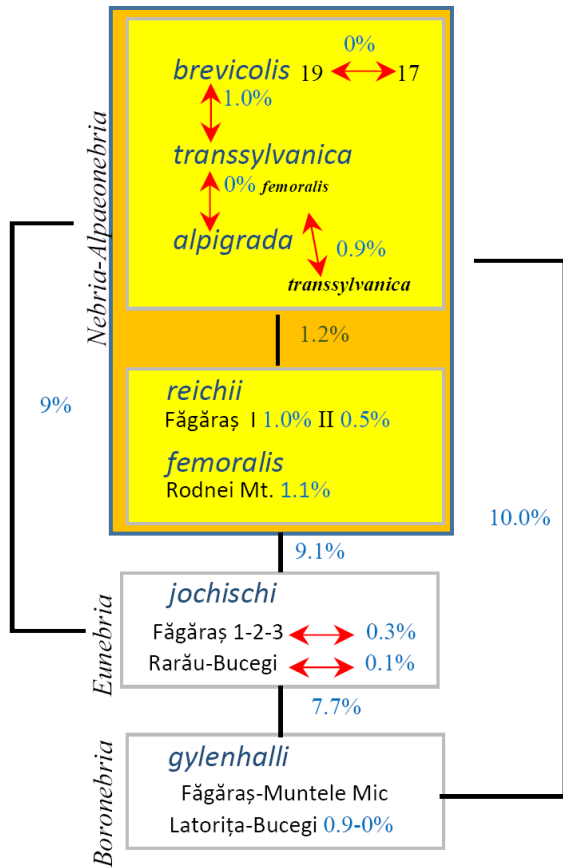 Nebria-Alpaeonebria
0%
brevicolis 19 17
1.0%
transsylvanica
0% femoralis
alpigrada
0.9%
transsylvanica
1.2%
reichii
Făgăraș I 1.0% II 0.5%
femoralis
Rodnei Mt. 1.1%
9%
10.0%
9.1%
Eunebria
jochischi
Făgăraș 1-2-3 0.3%
Rarău-Bucegi 0.1%
7.7%
Boronebria
gylenhalli
Făgăraș-Muntele Mic
Latorița-Bucegi 0.9-0%